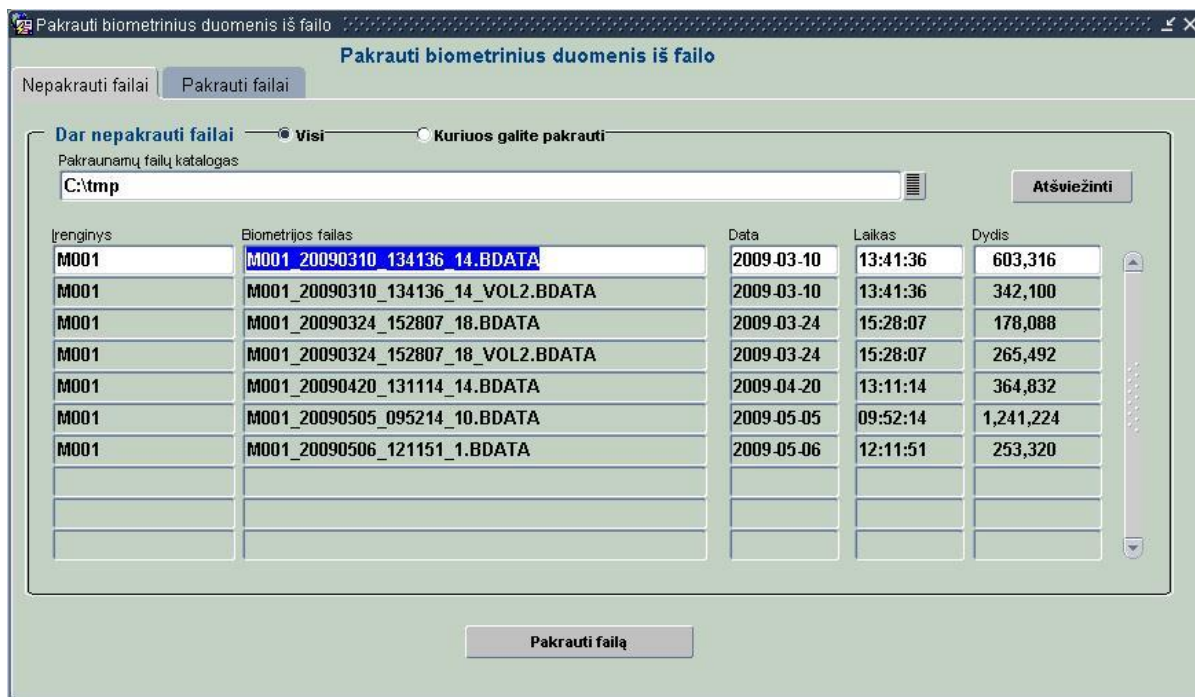 Pakrauti biometrinius duomenis iš failo
Pakrauti biometrinius duomenis iš failo
Nepakrauti failai Pakrauti failai
Dar nepakrauti failai Visi Kuriuos galite pakrauti
Pakraunamų failų katalogas
C:\tmp Atšviežinti
Įrenginys Biometrijos failas Data Laikas Dydis
M001 M001_20090310_134136_14.BDATA 2009-03-10 13:41:36 603,316
M001 M001_20090310_134136_14_VOL2.BDATA 2009-03-10 13:41:36 342,100
M001 M001_20090324_152807_18.BDATA 2009-03-24 15:28:07 178,088
M001 M001_20090324_152807_18_VOL2.BDATA 2009-03-24 15:28:07 265,492
M001 M001_20090420_131114_14.BDATA 2009-04-20 13:11:14 364,832
M001 M001_20090505_095214_10.BDATA 2009-05-05 09:52:14 1,241,224
M001 M001_20090506_121151_1.BDATA 2009-05-06 12:11:51 253,320
Pakrauti failą